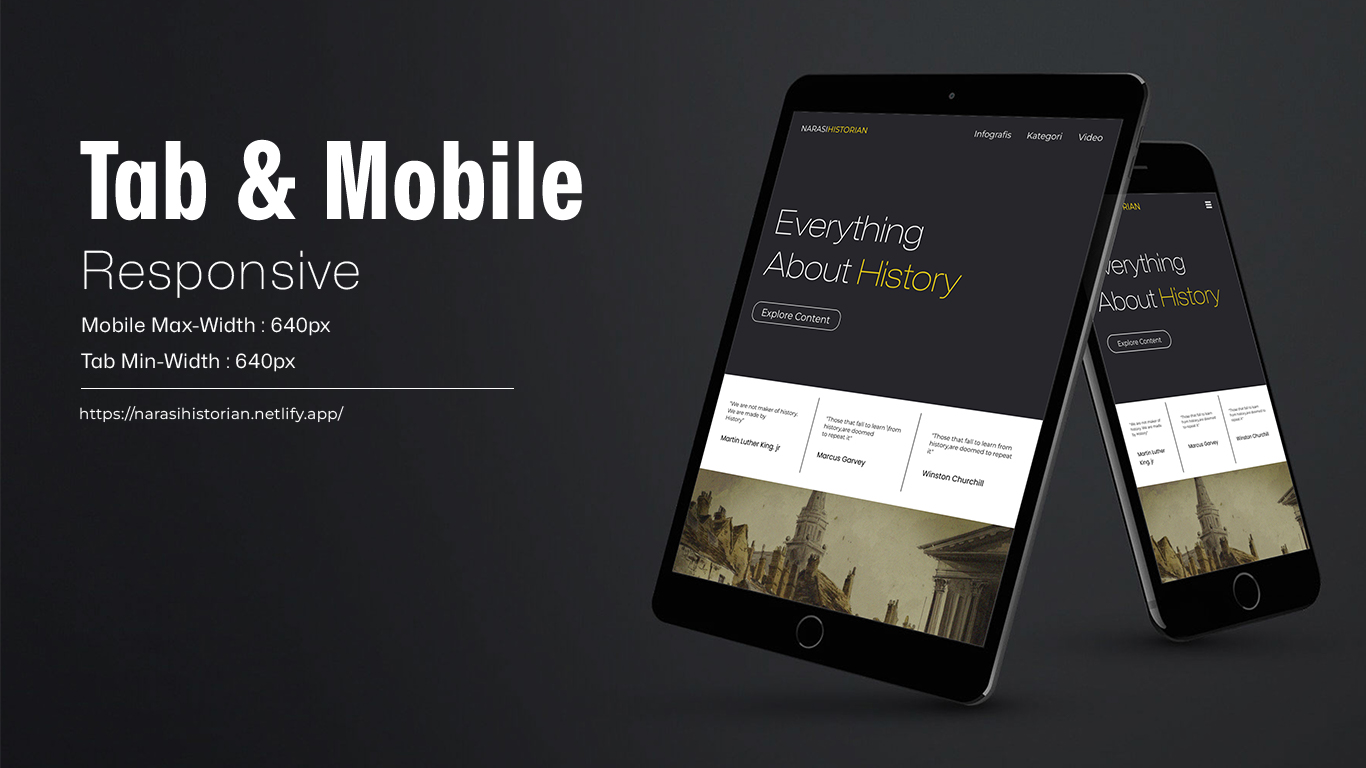 Tab & Mobile
Responsive
Mobile Max-Width : 640px
Tab Min-Width : 640px
https://narasihistorian.netlify.app/
NARASIHISTORIAN
Infografis Kategori Video
Everything
About History
Explore Content
"We are not maker of history.
We are made by
History"
Martin Luther King. jr
"Those that fail to learn from
history,are doomed
to repeat it"
Marcus Garvey
"Those that fail to learn from
history,are doomed to repeat
it"
Winston Churchill
RIAN
verything
About History
Explore Content
"We are not maker of
history. We are made
by History"
Martin Luther
King. jr
"Those that fail to learn
from history,are doomed
to repeat it"
Marcus Garvey
"Those that fail to learn
from history,are doomed
to repeat it"
Winston Churchill